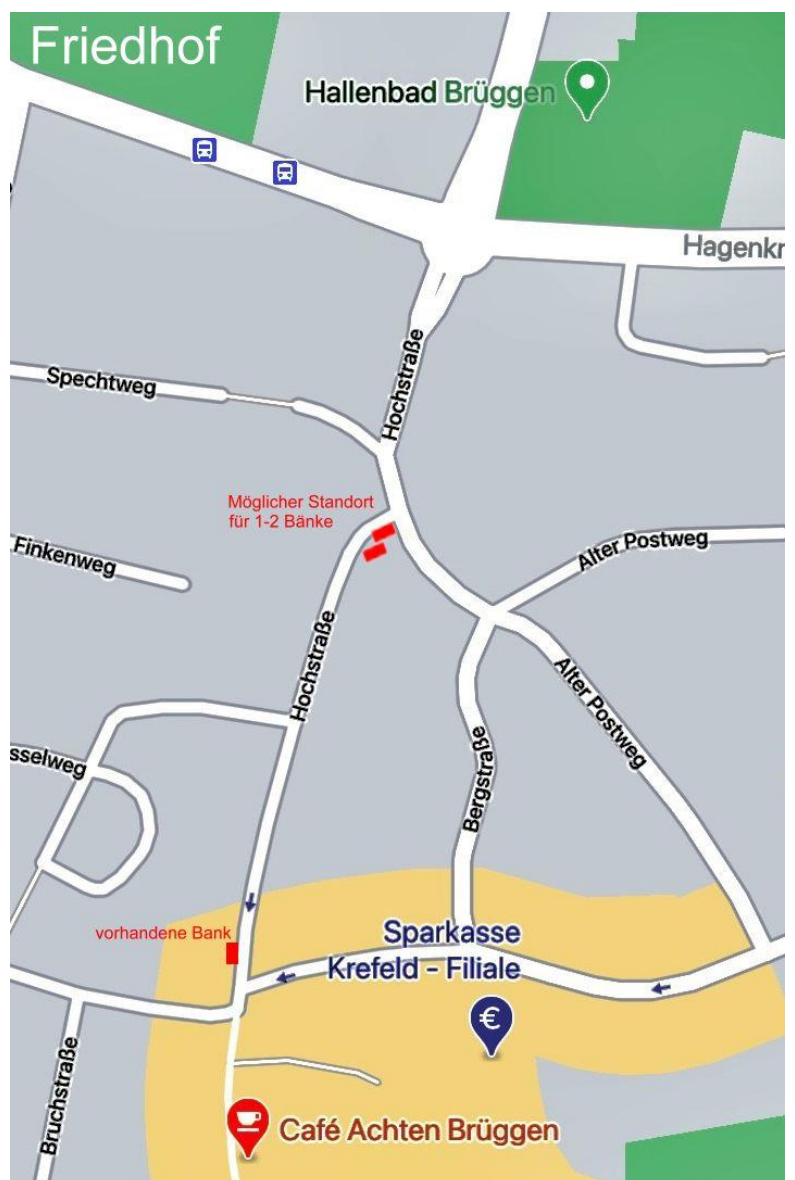 Friedhof
Hallenbad Brüggen
Hagenkr
Hochstraße
Spechtweg
Möglicher Standort
für 1-2 Bänke
Alter Postweg
Finkenweg
Hochstraße
Alter Postweg
sselweg
Bergstraße
vorhandene Bank
Sparkasse
Krefeld - Filiale
€
Bruchstraße
Café Achten Brüggen